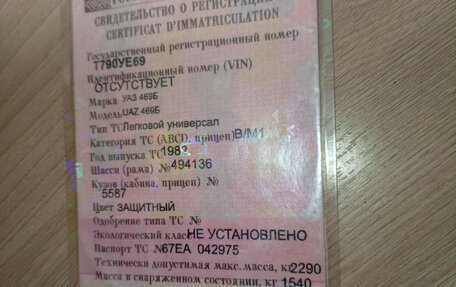 СВИДЕТЕЛЬСТВО О РЕГИСТРАЦИИ
CERTIFICAT D'IMMATRICULATION
Государственный регистрационный номер
Т790УЕ69
Идентификационный номер (VIN)
ОТСУТСТВУЕТ
Марка УАЗ 469Б
Модель UAZ 469Б
Тип ТС Легковой универсал
Категория ТС (ABCD, прицеп) B/M1
Год выпуска ТС 1983
Шасси (рама) № 494136
Кузов (кабина, прицеп) №
5587
Цвет ЗАЩИТНЫЙ
Одобрение типа ТС №
Экологический класс НЕ УСТАНОВЛЕНО
Паспорт ТС № 67ЕА 042975
Технически допустимая макс. масса, кг 2290
Масса в снаряженном состоянии, кг 1540